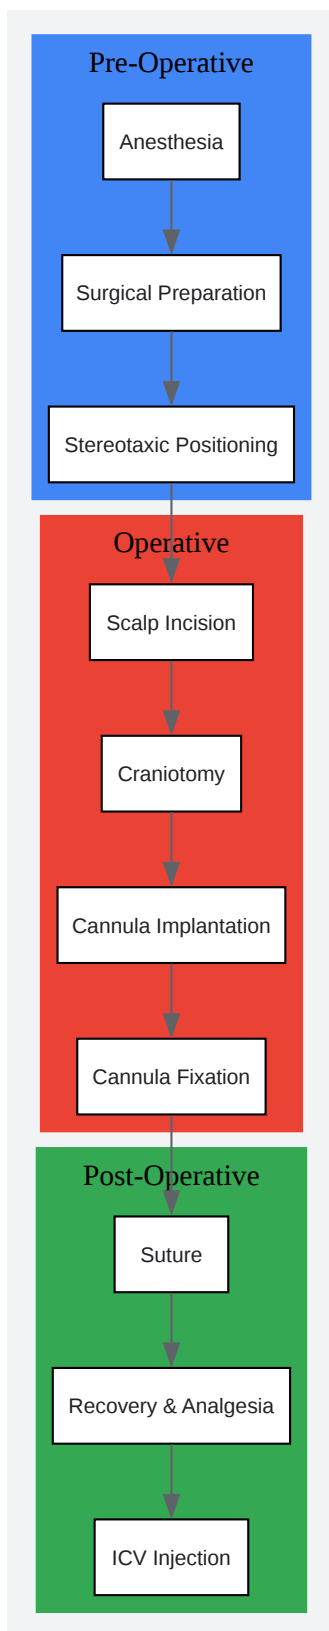 Pre-Operative
Anesthesia
Surgical Preparation
Stereotaxic Positioning
Operative
Scalp Incision
Craniotomy
Cannula Implantation
Cannula Fixation
Post-Operative
Suture
Recovery & Analgesia
ICV Injection